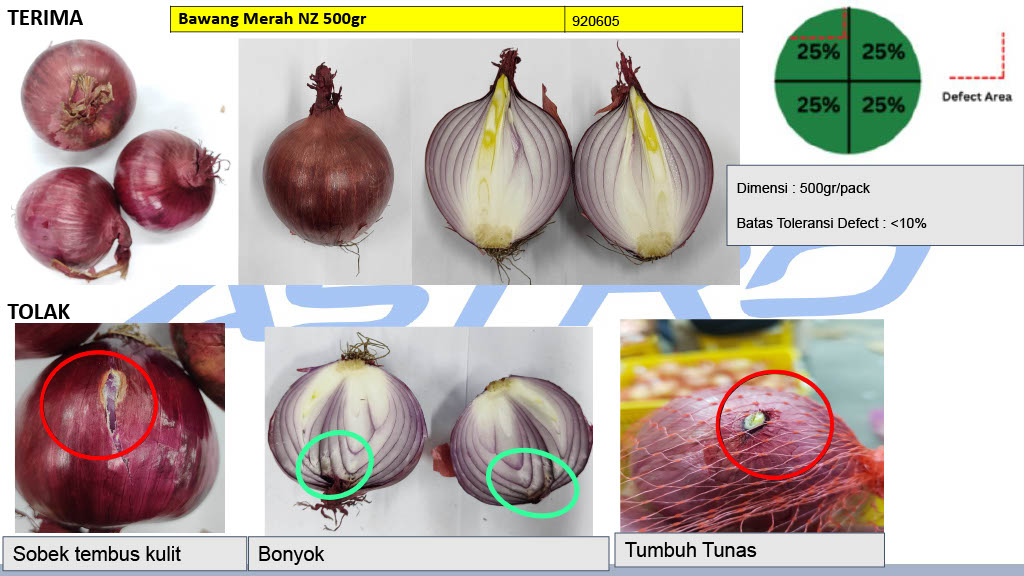 TERIMA
Bawang Merah NZ 500gr
920605
25% 25%
25% 25%
Defect Area
Dimensi : 500gr/pack
Batas Toleransi Defect : <10%
ASTRO
TOLAK
Sobek tembus kulit
Bonyok
Tumbuh Tunas